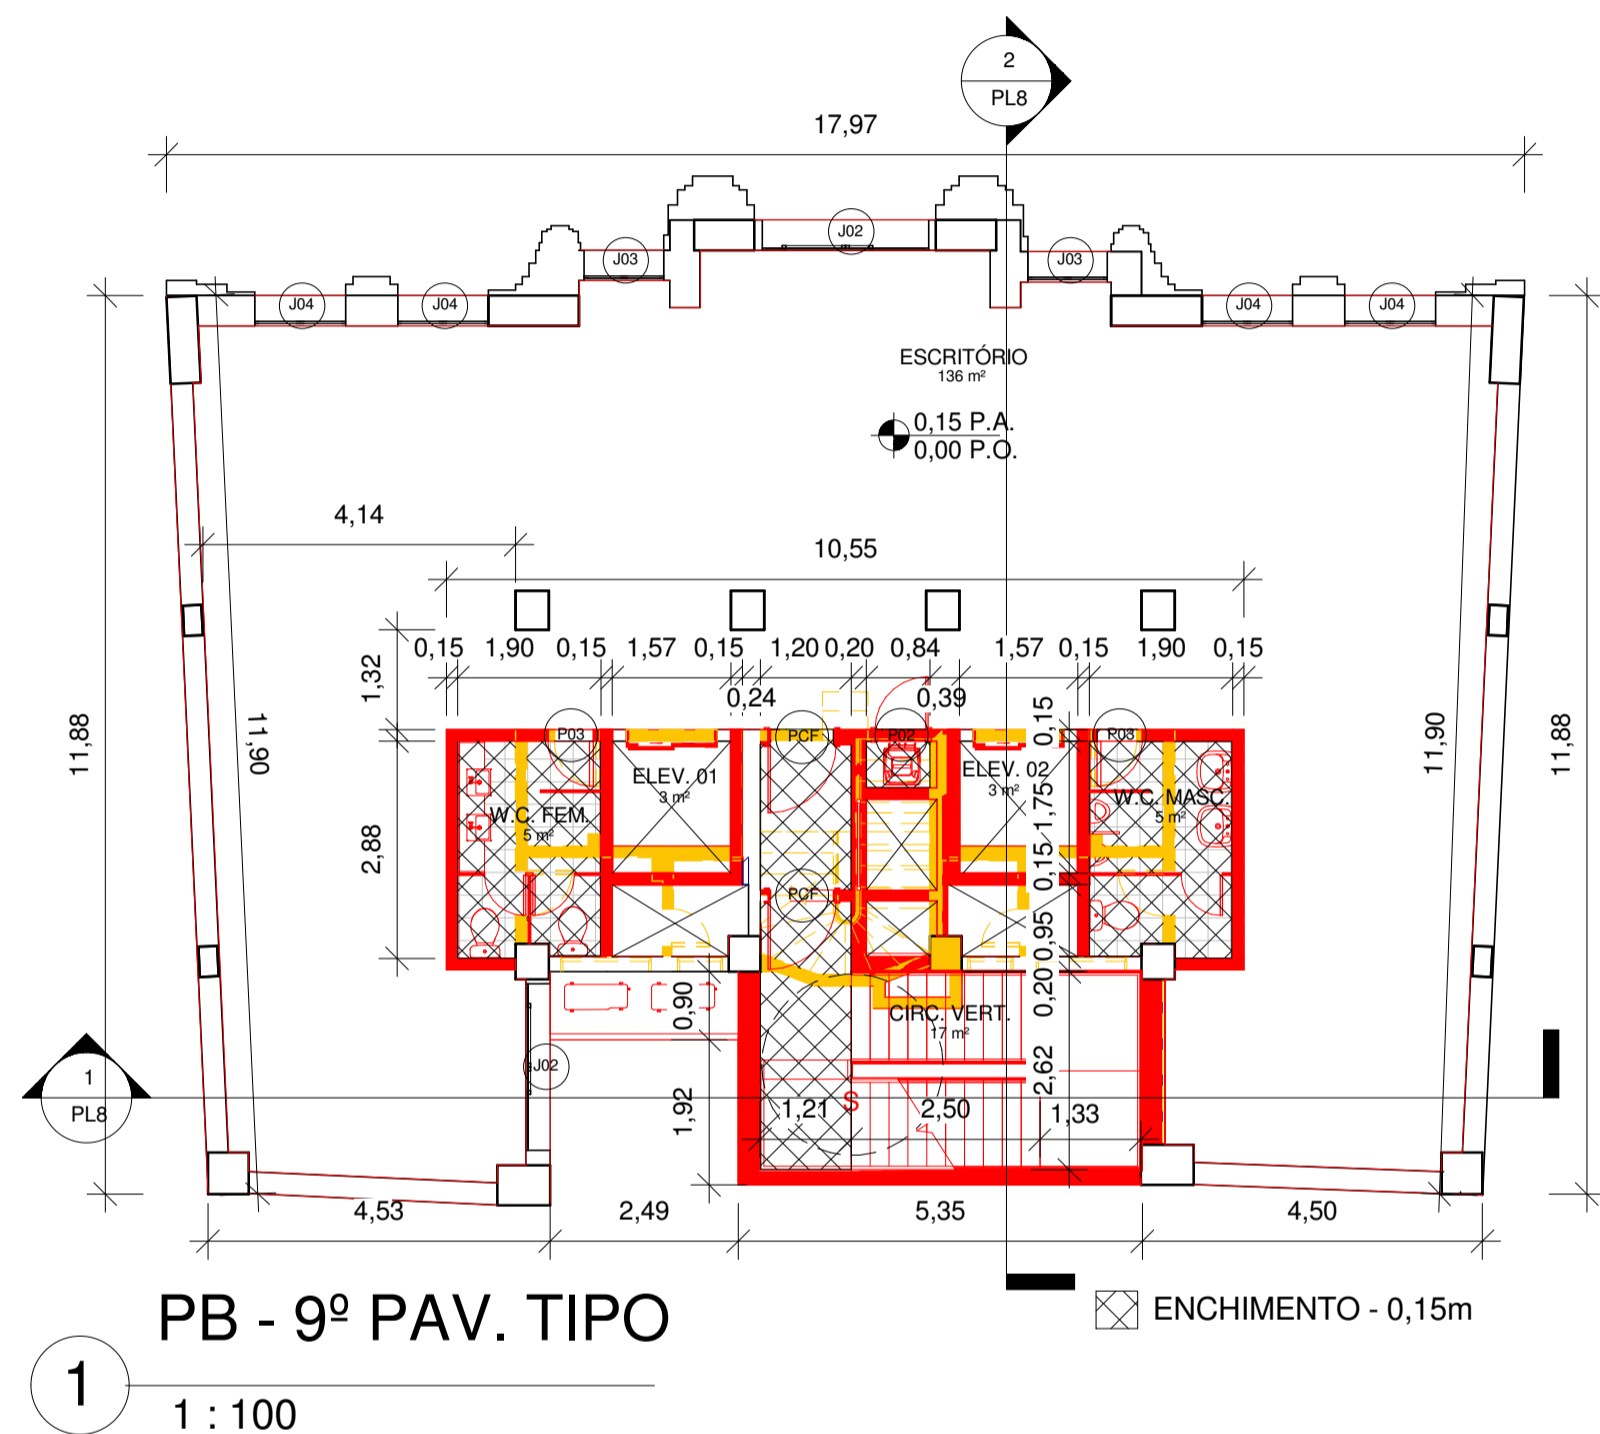 2
PL8
17,97
J02
J03
J03
J04
J04
J04
J04
ESCRITÓRIO
136 m²
0,15 P.A.
0,00 P.O.
4,14
10,55
0,15 1,90 0,15 1,57 0,15 1,20 0,20 0,84 1,57 0,15 1,90 0,15
0,24 0,39
1,32
11,88
11,90
2,88
11,90
11,88
P03
PCF
P02
P03
0,15
ELEV. 01
3 m²
ELEV. 02
3 m²
1,75
W.C. FEM.
5 m²
W.C. MASC.
5 m²
0,15
PCF
0,95
0,20
0,90
CIRC. VERT.
17 m²
2,62
J02
1
PL8
1,92
S
1,21 2,50 1,33
4,53 2,49 5,35 4,50
PB - 9º PAV. TIPO
1
1 : 100
ENCHIMENTO - 0,15m